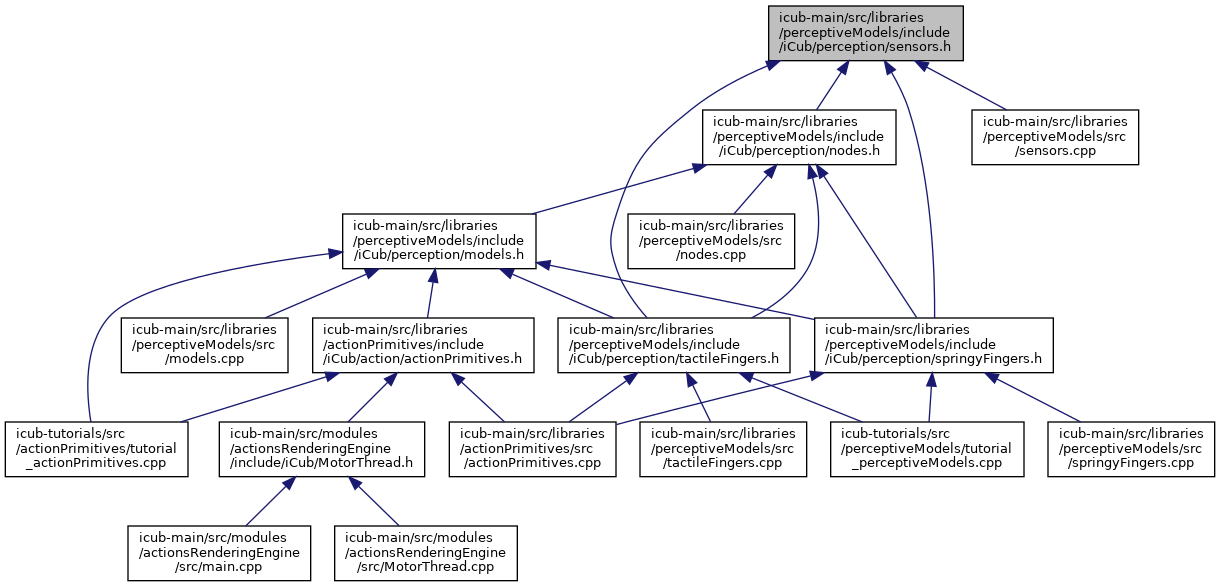 icub-main/src/libraries
/perceptiveModels/include
/iCub/perception/sensors.h
icub-main/src/libraries
/perceptiveModels/include
/iCub/perception/nodes.h
icub-main/src/libraries
/perceptiveModels/src
/sensors.cpp
icub-main/src/libraries
/perceptiveModels/include
/iCub/perception/models.h
icub-main/src/libraries
/perceptiveModels/src
/nodes.cpp
icub-main/src/libraries
/perceptiveModels/src
/models.cpp
icub-main/src/libraries
/actionPrimitives/include
/iCub/action/actionPrimitives.h
icub-main/src/libraries
/perceptiveModels/include
/iCub/perception/tactileFingers.h
icub-main/src/libraries
/perceptiveModels/include
/iCub/perception/springyFingers.h
icub-tutorials/src
/actionPrimitives/tutorial
_actionPrimitives.cpp
icub-main/src/modules
/actionsRenderingEngine
/include/iCub/MotorThread.h
icub-main/src/libraries
/actionPrimitives/src
/actionPrimitives.cpp
icub-main/src/libraries
/perceptiveModels/src
/tactileFingers.cpp
icub-tutorials/src
/perceptiveModels/tutorial
_perceptiveModels.cpp
icub-main/src/libraries
/perceptiveModels/src
/springyFingers.cpp
icub-main/src/modules
/actionsRenderingEngine
/src/main.cpp
icub-main/src/modules
/actionsRenderingEngine
/src/MotorThread.cpp